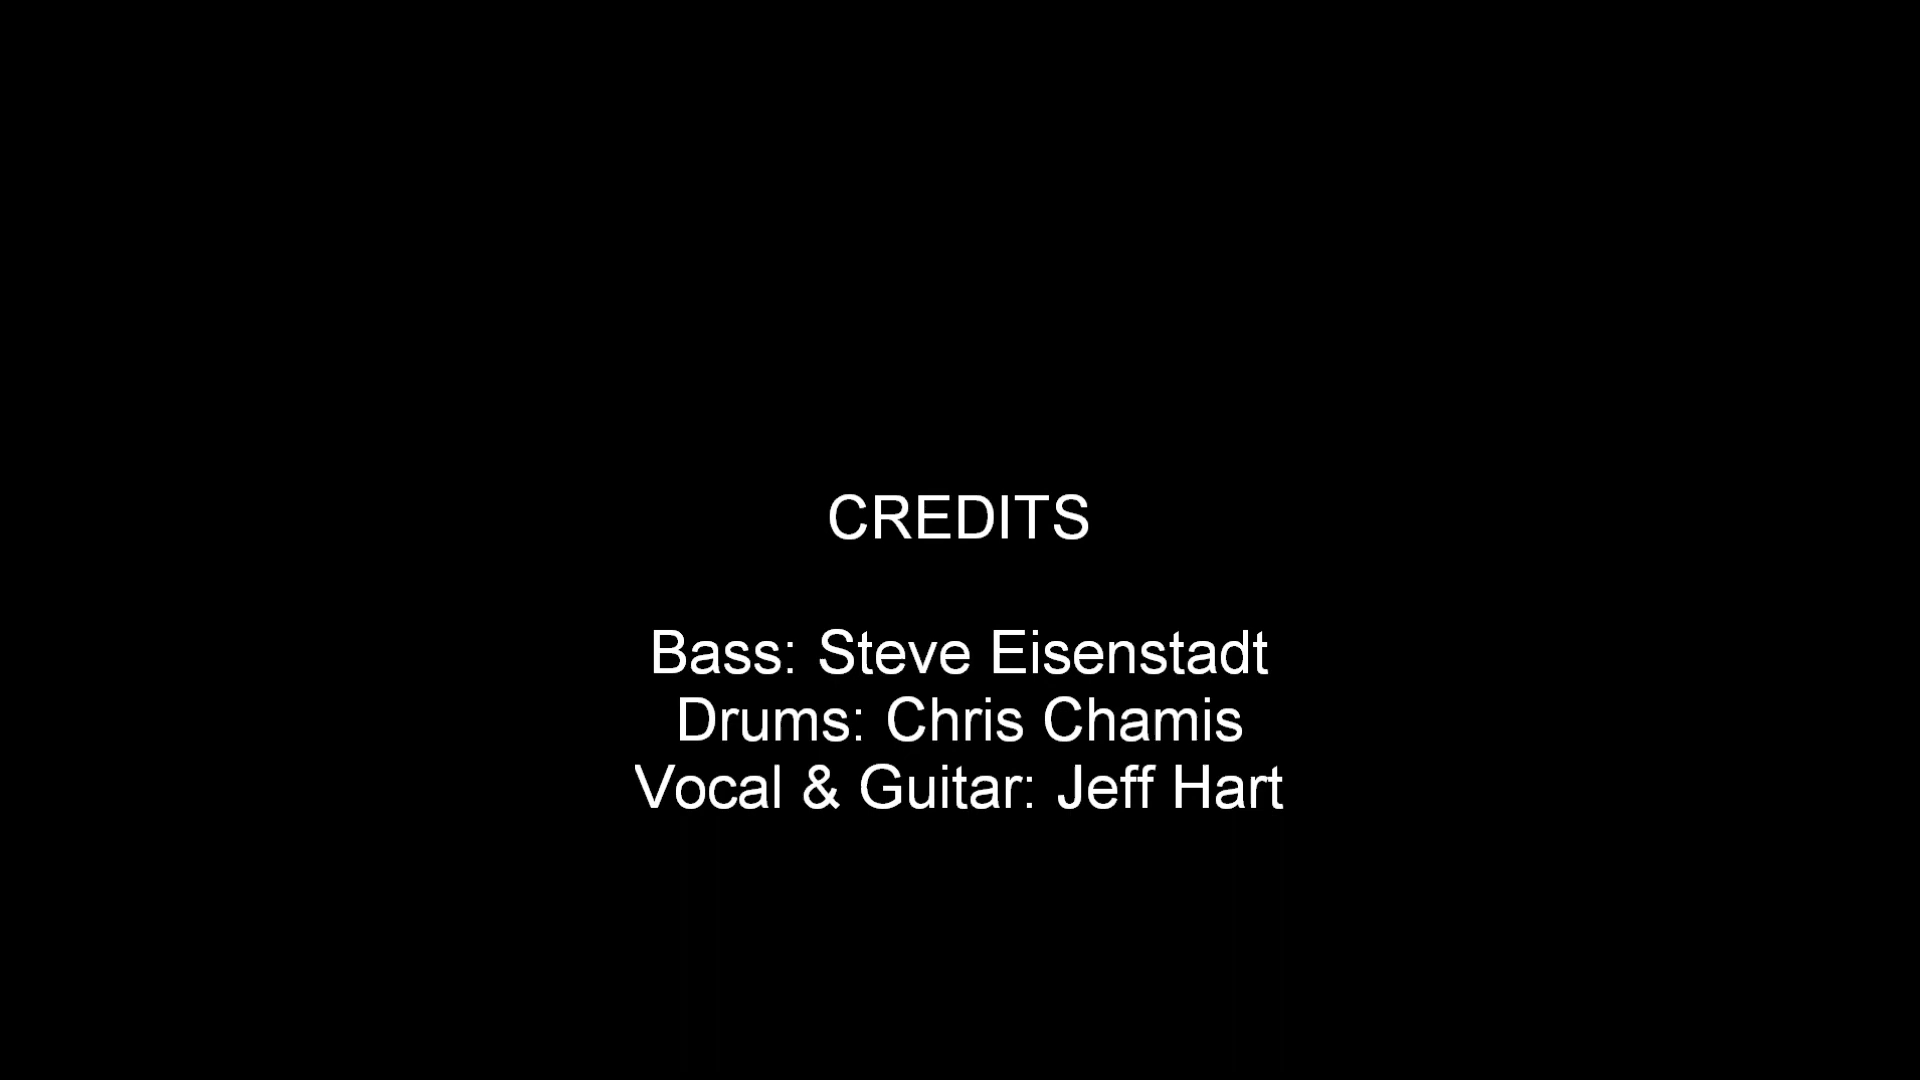 CREDITS
Bass: Steve Eisenstadt
Drums: Chris Chamis
Vocal & Guitar: Jeff Hart